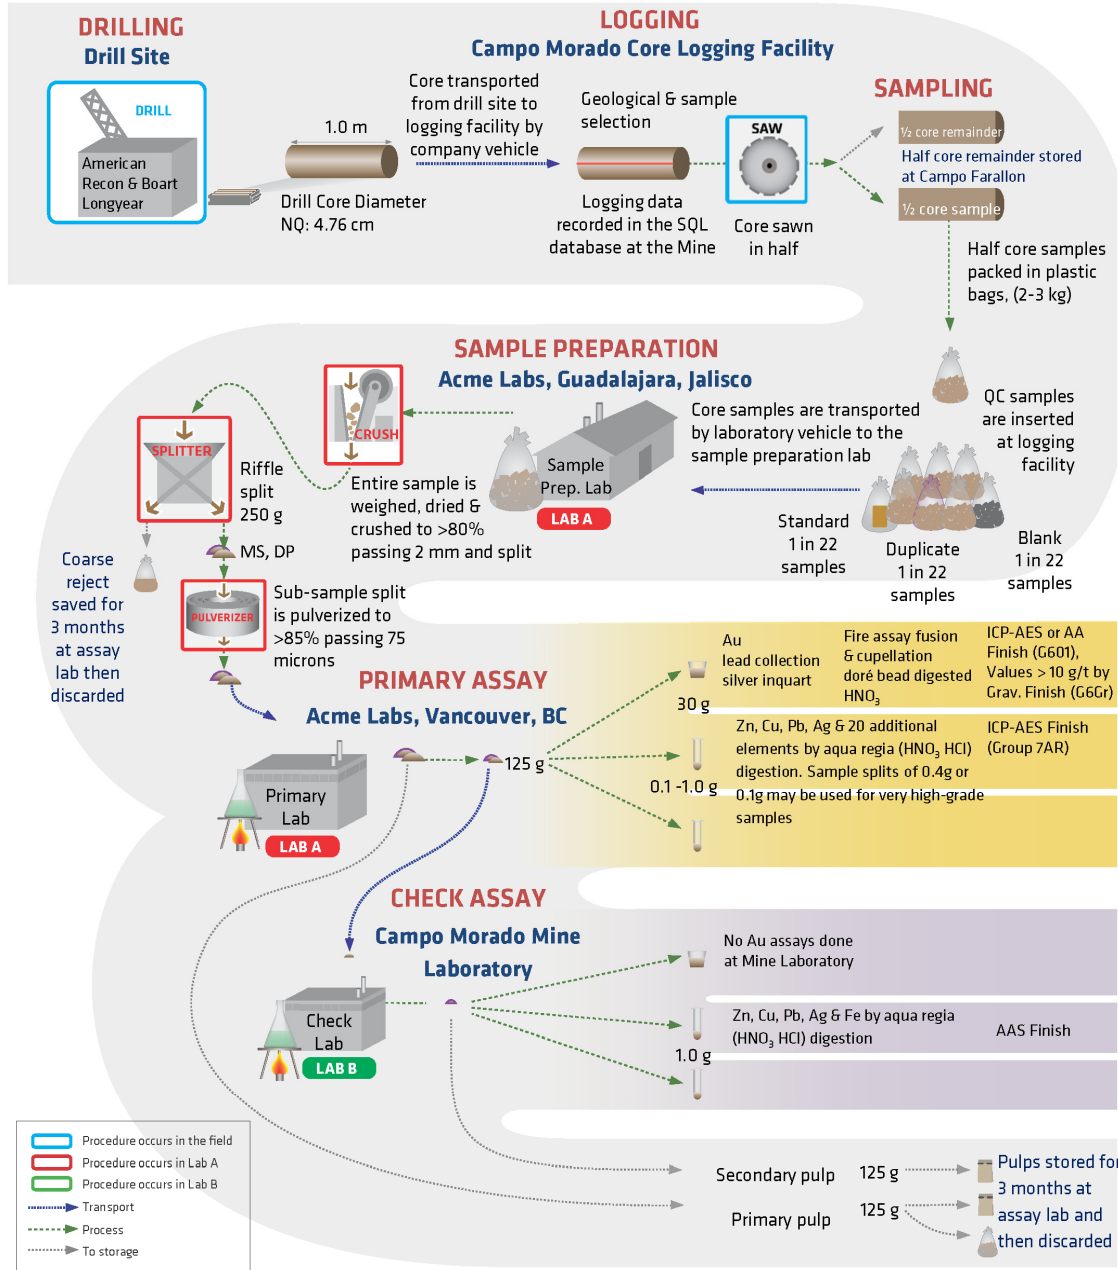 DRILLING
Drill Site
DRILL
American
Recon & Boart
Longyear
1.0 m
Drill Core Diameter
NQ: 4.76 cm
LOGGING
Campo Morado Core Logging Facility
Core transported
from drill site to
logging facility by
company vehicle
Geological & sample
selection
Logging data
recorded in the SQL
database at the Mine
SAW
Core sawn
in half
SAMPLING
½ core remainder
Half core remainder stored
at Campo Farallon
½ core sample
Half core samples
packed in plastic
bags, (2-3 kg)
QC samples
are inserted
at logging
facility
Standard
1 in 22
samples
Duplicate
1 in 22
samples
Blank
1 in 22
samples
Core samples are transported
by laboratory vehicle to the
sample preparation lab
SAMPLE PREPARATION
Acme Labs, Guadalajara, Jalisco
Sample
Prep. Lab
LAB A
CRUSH
Entire sample is
weighed, dried &
crushed to >80%
passing 2 mm and split
SPLITTER
Riffle
split
250 g
MS, DP
Coarse
reject
saved for
3 months
at assay
lab then
discarded
PULVERIZER
Sub-sample split
is pulverized to
>85% passing 75
microns
PRIMARY ASSAY
Acme Labs, Vancouver, BC
Primary
Lab
LAB A
125 g
30 g
Au
lead collection
silver inquart
Fire assay fusion
& cupellation
doré bead digested
HNO3
ICP-AES or AA
Finish (G601),
Values > 10 g/t by
Grav. Finish (G6Gr)
0.1 -1.0 g
Zn, Cu, Pb, Ag & 20 additional
elements by aqua regia (HNO3 HCl)
digestion. Sample splits of 0.4g or
0.1g may be used for very high-grade
samples
ICP-AES Finish
(Group 7AR)
CHECK ASSAY
Campo Morado Mine
Laboratory
Check
Lab
LAB B
No Au assays done
at Mine Laboratory
1.0 g
Zn, Cu, Pb, Ag & Fe by aqua regia
(HNO3 HCl) digestion
AAS Finish
Secondary pulp
125 g
Primary pulp
125 g
Pulps stored for
3 months at
assay lab and
then discarded
Procedure occurs in the field
Procedure occurs in Lab A
Procedure occurs in Lab B
Transport
Process
To storage